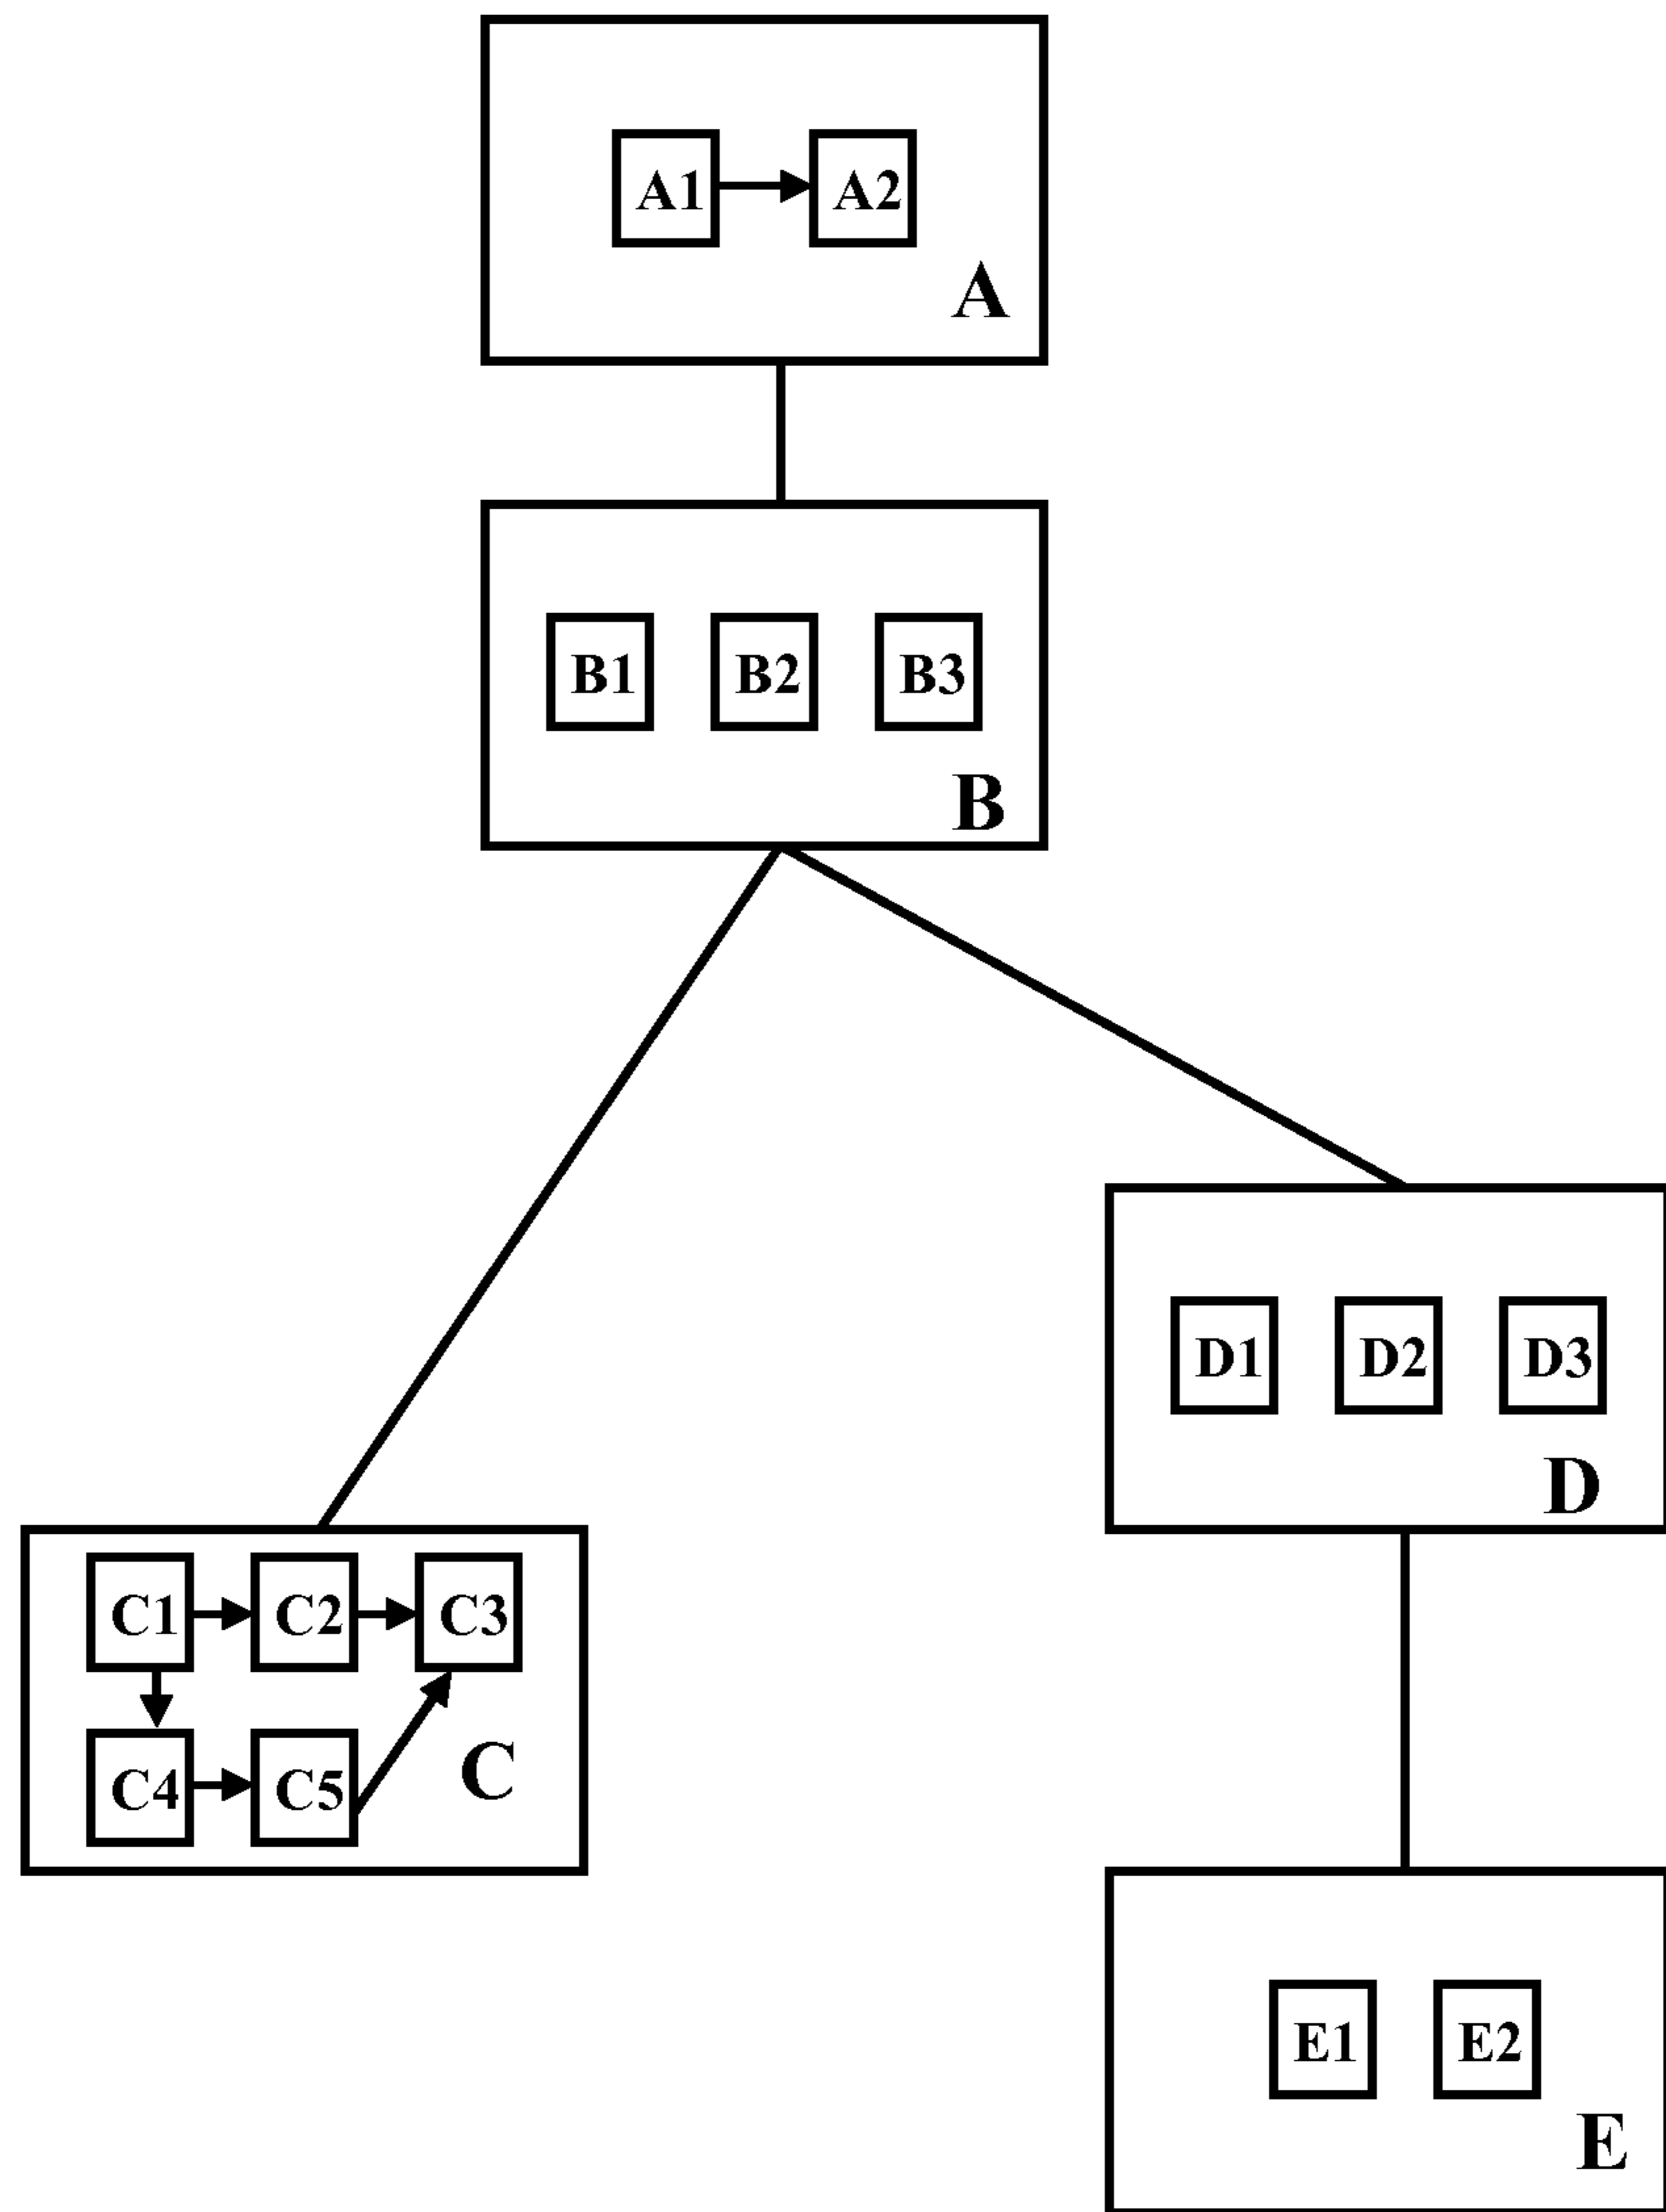 A1 A2
A
B1 B2 B3
B
D1 D2 D3
D
C1 C2 C3
C4 C5 C
E1 E2
E